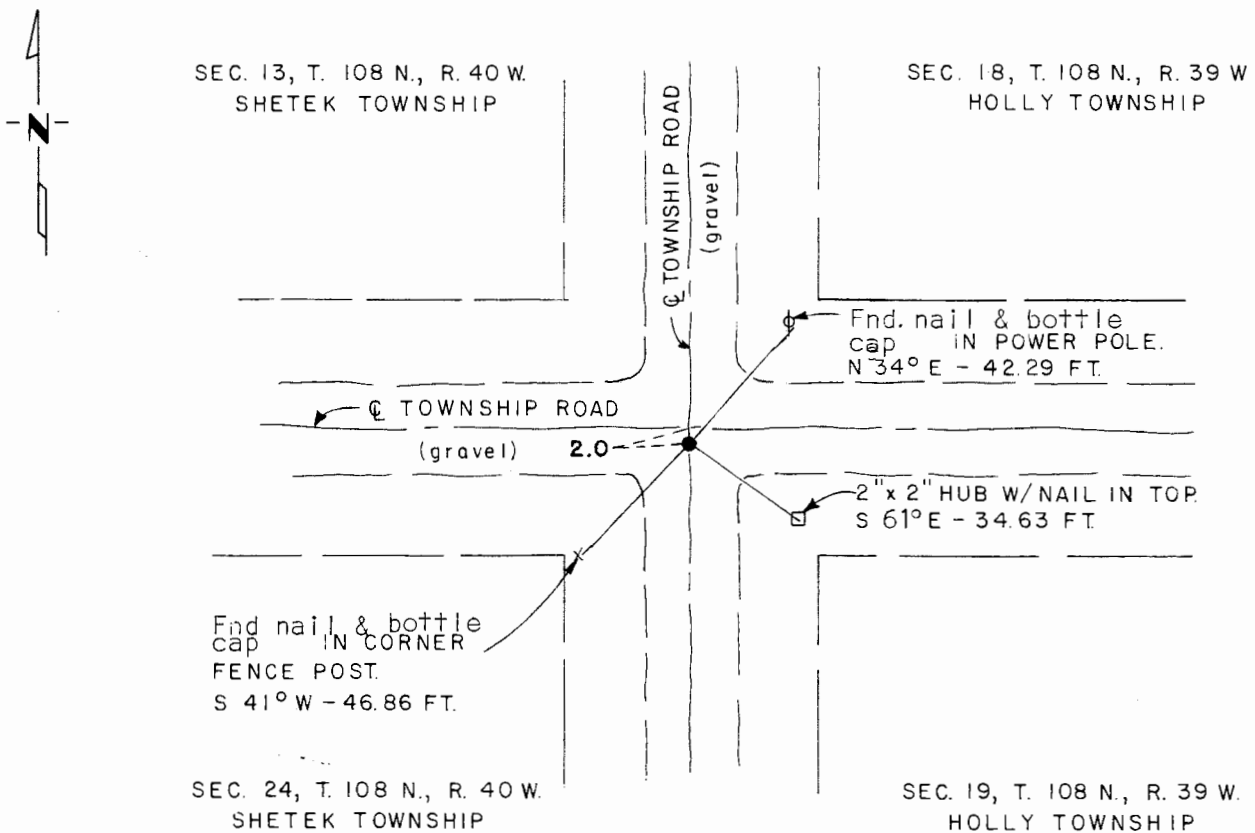 N
SEC. 13, T. 108 N., R. 40 W.
SHETEK TOWNSHIP
SEC. 18, T. 108 N., R. 39 W
HOLLY TOWNSHIP
℄ TOWNSHIP ROAD
(gravel)
Fnd. nail & bottle
cap IN POWER POLE.
N 34° E - 42.29 FT.
℄ TOWNSHIP ROAD
(gravel)
2.0
2"x 2" HUB W/NAIL IN TOP.
S 61° E - 34.63 FT.
Fnd nail & bottle
cap IN CORNER
FENCE POST.
S 41° W - 46.86 FT.
SEC. 24, T. 108 N., R. 40 W.
SHETEK TOWNSHIP
SEC. 19, T. 108 N., R. 39 W.
HOLLY TOWNSHIP